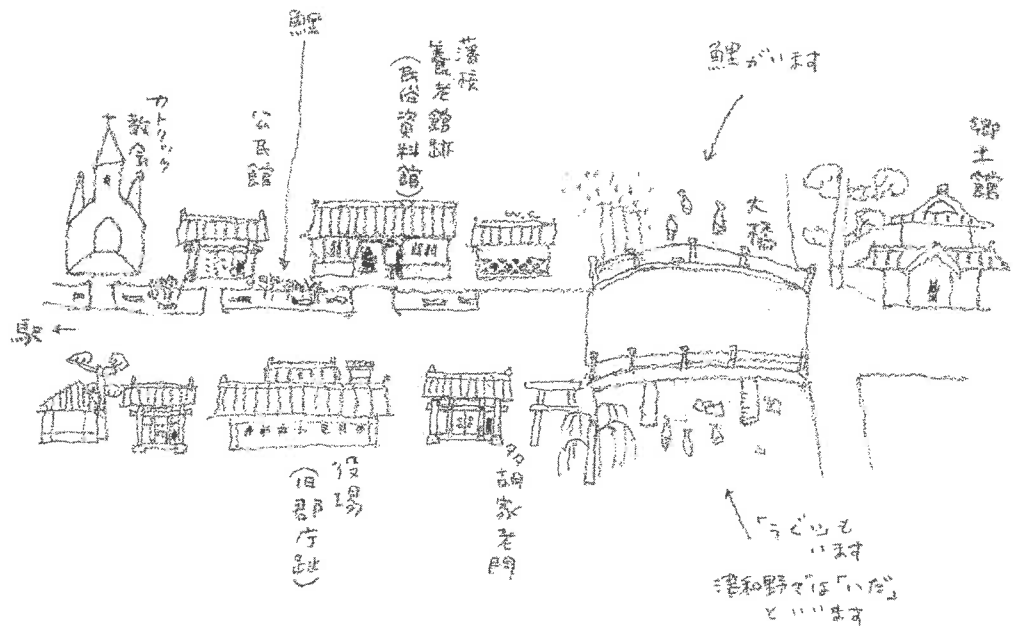 鯉
藩校
養老館跡
(民俗資料館)
公民館
カトリック
教会
鯉がいます
郷土館
大橋
W.C
駅←
役場
(旧郡庁跡)
多胡家老門
「うぐい」も
います
津和野では「いだ」
といいます